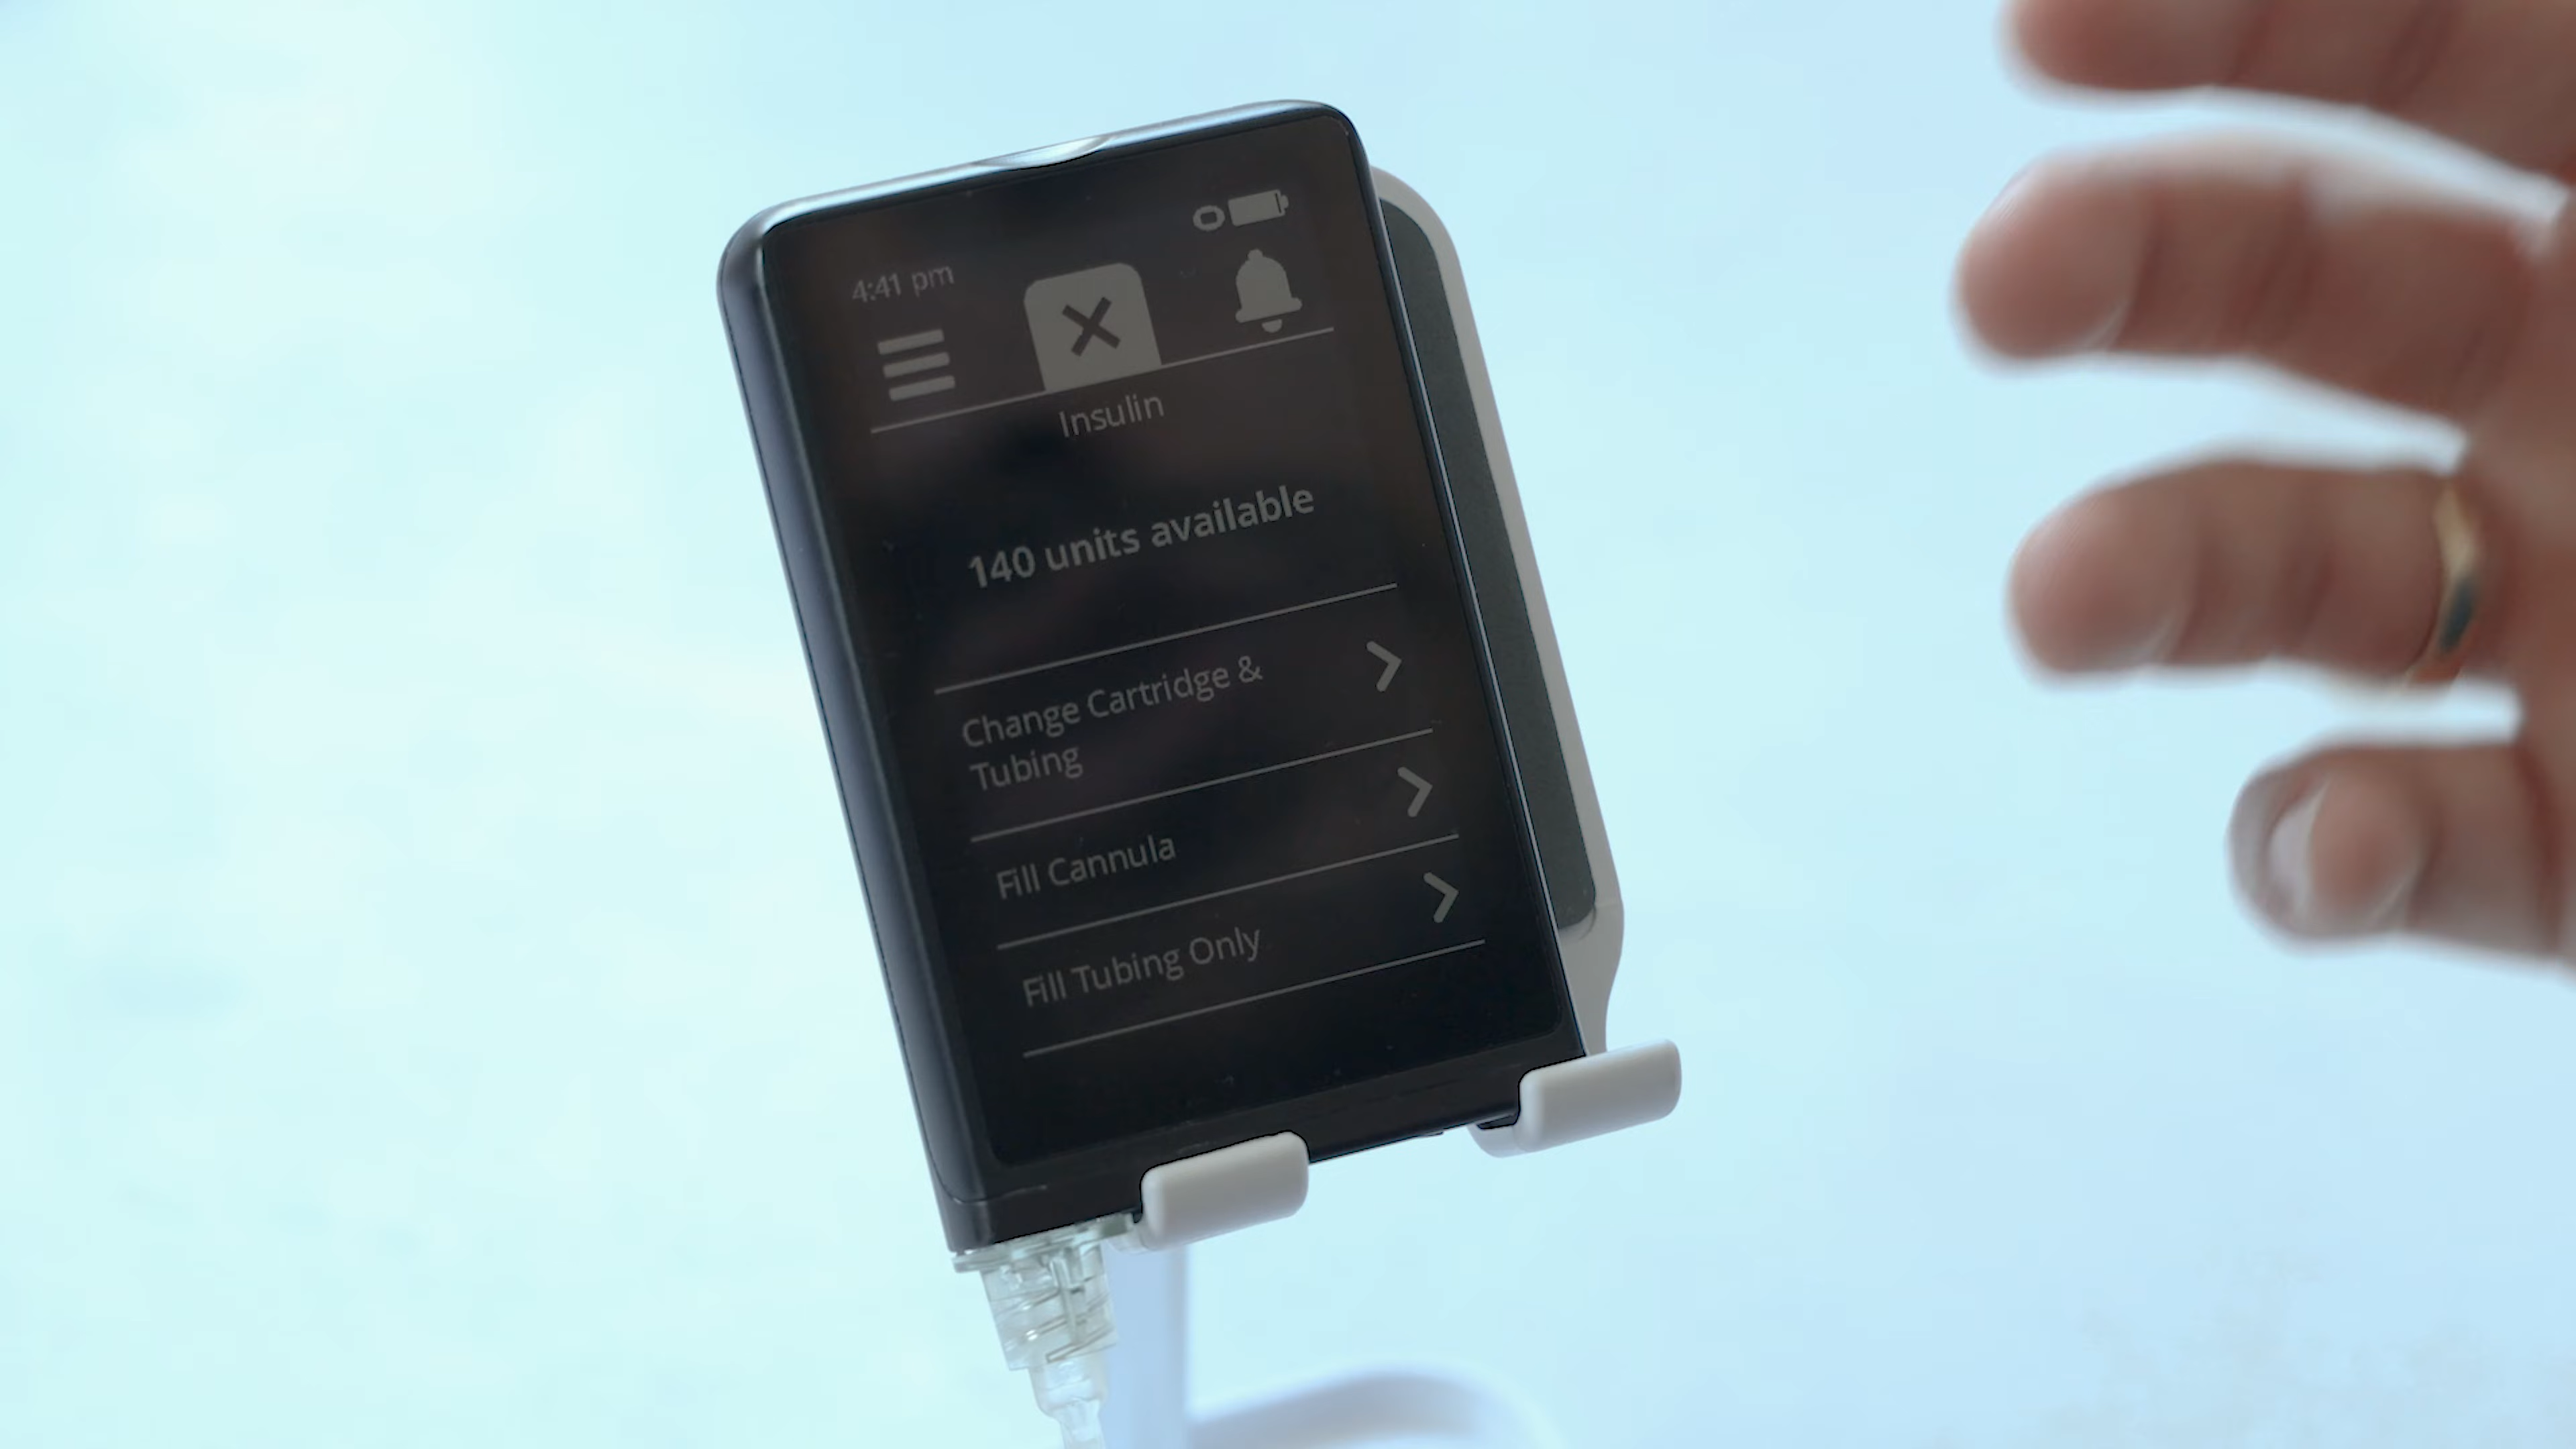 4:41 pm
Insulin
140 units available
Change Cartridge &
Tubing
Fill Cannula
Fill Tubing Only